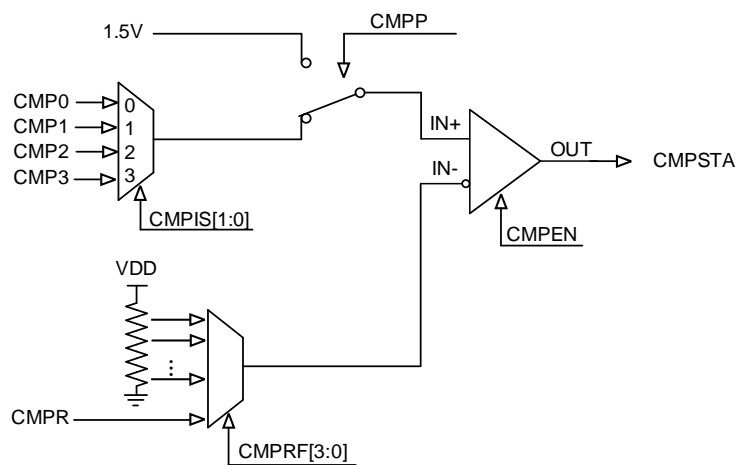 1.5V
CMPP
CMP0
CMP1
CMP2
CMP3
0
1
2
3
IN+
IN-
OUT
CMPSTA
CMPIS[1:0]
CMPEN
VDD
CMPR
CMPRF[3:0]